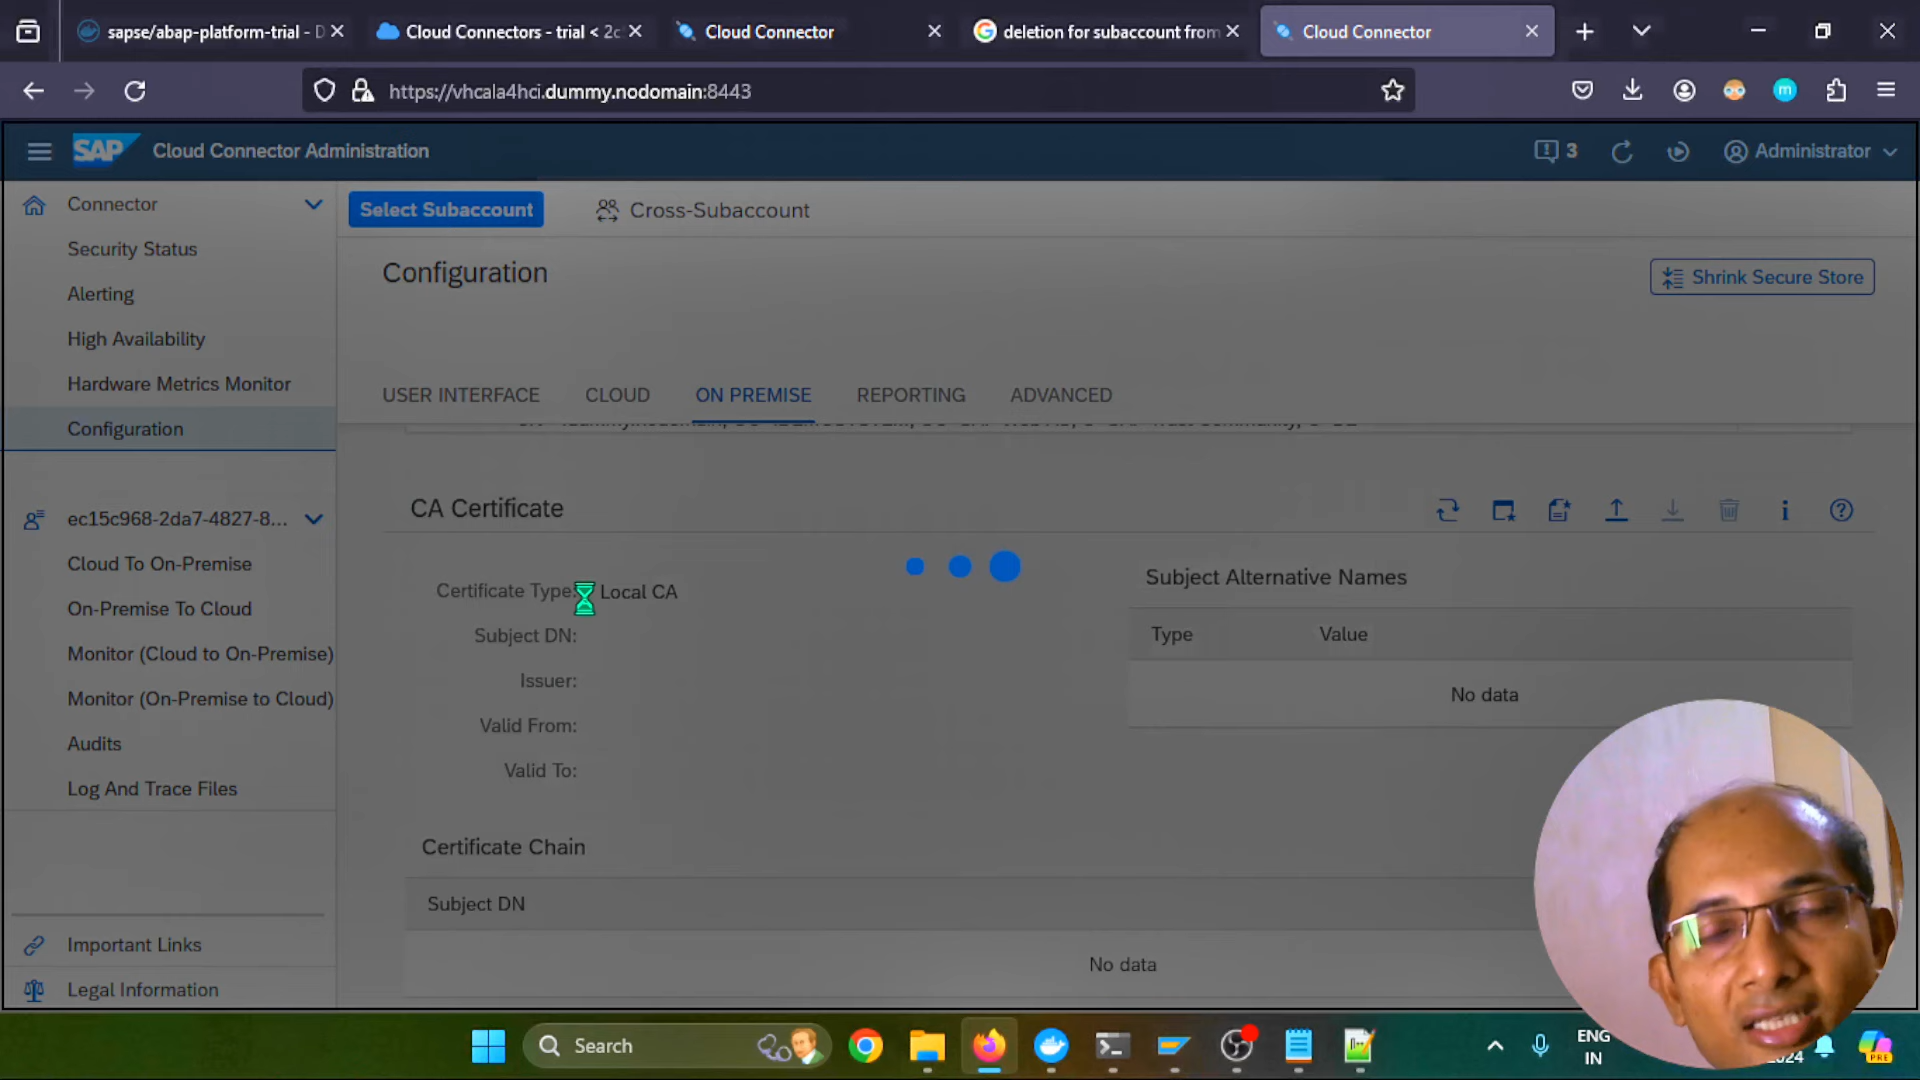 sapse/abap-platform-trial - D
Cloud Connectors - trial < 2c
Cloud Connector
deletion for subaccount from
Cloud Connector
https://vhcala4hci.dummy.nodomain:8443
SAP
Cloud Connector Administration
3
Administrator
Connector
Security Status
Alerting
High Availability
Hardware Metrics Monitor
Configuration
ec15c968-2da7-4827-8...
Cloud To On-Premise
On-Premise To Cloud
Monitor (Cloud to On-Premise)
Monitor (On-Premise to Cloud)
Audits
Log And Trace Files
Important Links
Legal Information
Select Subaccount
Cross-Subaccount
Configuration
Shrink Secure Store
USER INTERFACE
CLOUD
ON PREMISE
REPORTING
ADVANCED
CA Certificate
Certificate Type: Local CA
Subject DN:
Issuer:
Valid From:
Valid To:
Subject Alternative Names
Type Value
No data
Certificate Chain
Subject DN
No data
Search
ENG
IN
2024
PRE